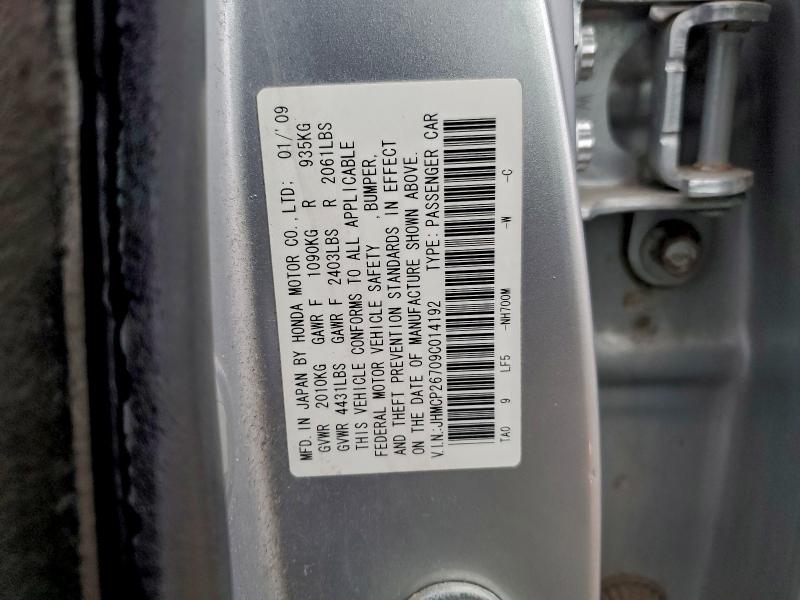 MFD. IN JAPAN BY HONDA MOTOR CO., LTD: 01/'09
GVWR 2010KG GAWR F 1090KG R 935KG
GVWR 4431LBS GAWR F 2403LBS R 2061LBS
THIS VEHICLE CONFORMS TO ALL APPLICABLE
FEDERAL MOTOR VEHICLE SAFETY , BUMPER,
AND THEFT PREVENTION STANDARDS IN EFFECT
ON THE DATE OF MANUFACTURE SHOWN ABOVE.
V.I.N.:JHMCP26709C014192 TYPE: PASSENGER CAR
TA0 9 LF5 -NH700M -W -C